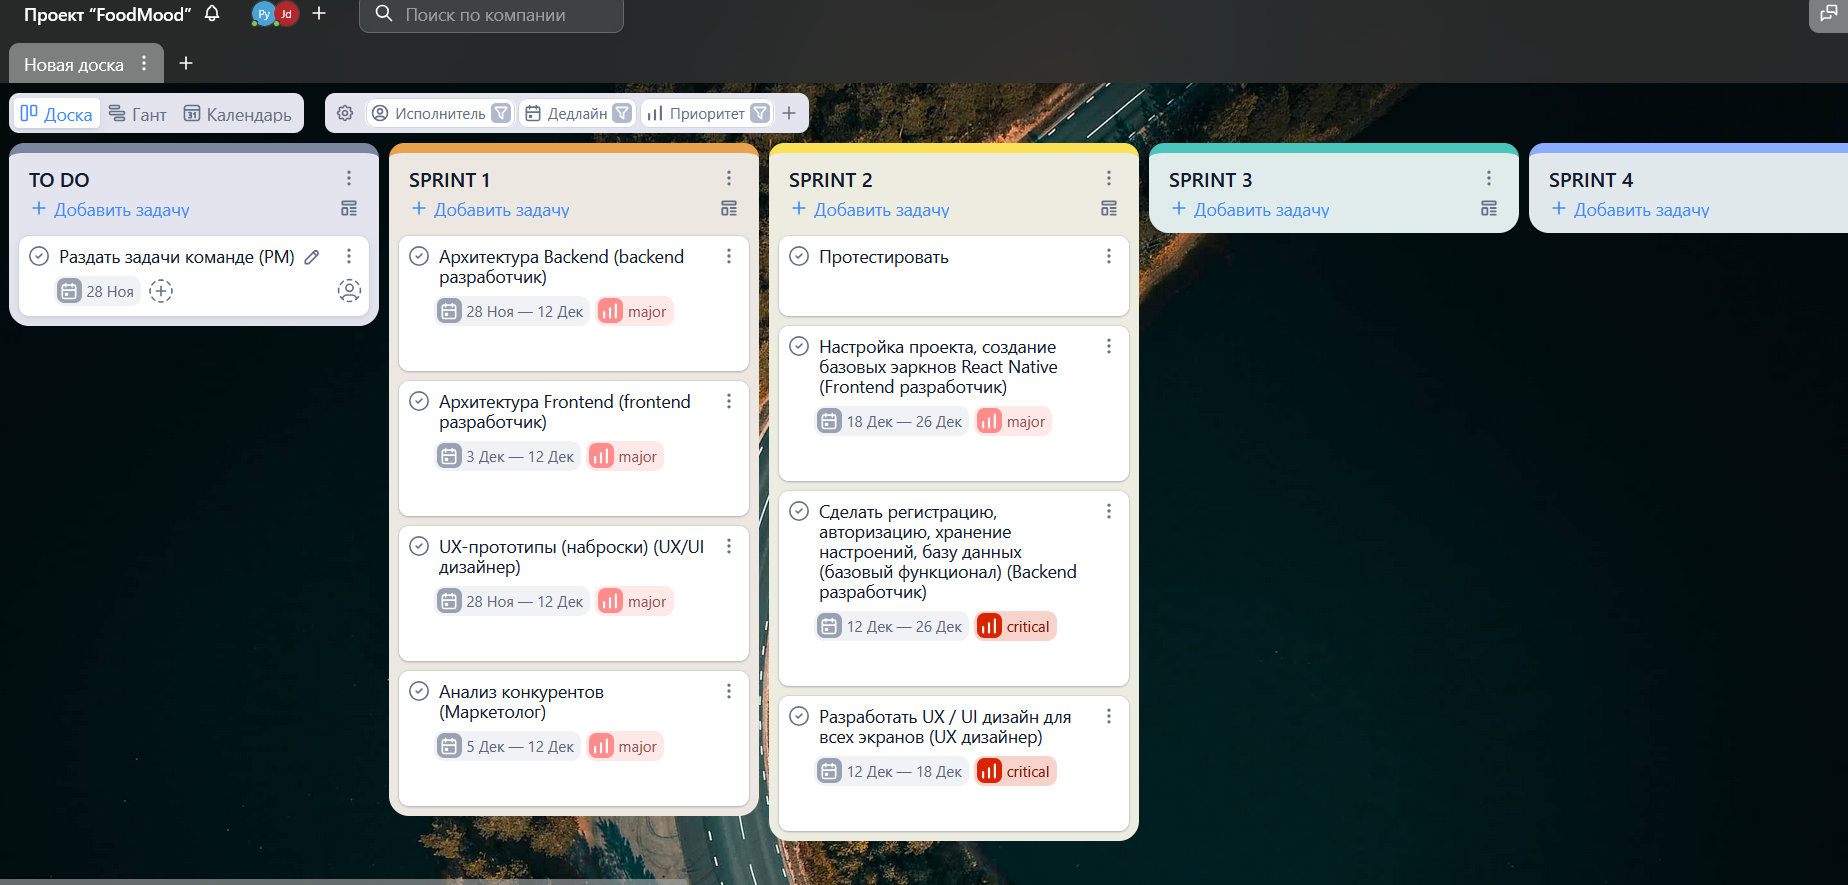 Проект “FoodMood”
Py
Jd
Поиск по компании
Новая доска
Доска
Гант
31
Календарь
Исполнитель
Дедлайн
Приоритет
TO DO
Добавить задачу
Раздать задачи команде (PM)
28 Ноя
SPRINT 1
Добавить задачу
Архитектура Backend (backend
разработчик)
28 Ноя — 12 Дек
major
Архитектура Frontend (frontend
разработчик)
3 Дек — 12 Дек
major
UX-прототипы (наброски) (UX/UI
дизайнер)
28 Ноя — 12 Дек
major
Анализ конкурентов
(Маркетолог)
5 Дек — 12 Дек
major
SPRINT 2
Добавить задачу
Протестировать
Настройка проекта, создание
базовых эаркнов React Native
(Frontend разработчик)
18 Дек — 26 Дек
major
Сделать регистрацию,
авторизацию, хранение
настроений, базу данных
(базовый функционал) (Backend
разработчик)
12 Дек — 26 Дек
critical
Разработать UX / UI дизайн для
всех экранов (UX дизайнер)
12 Дек — 18 Дек
critical
SPRINT 3
Добавить задачу
SPRINT 4
Добавить задачу